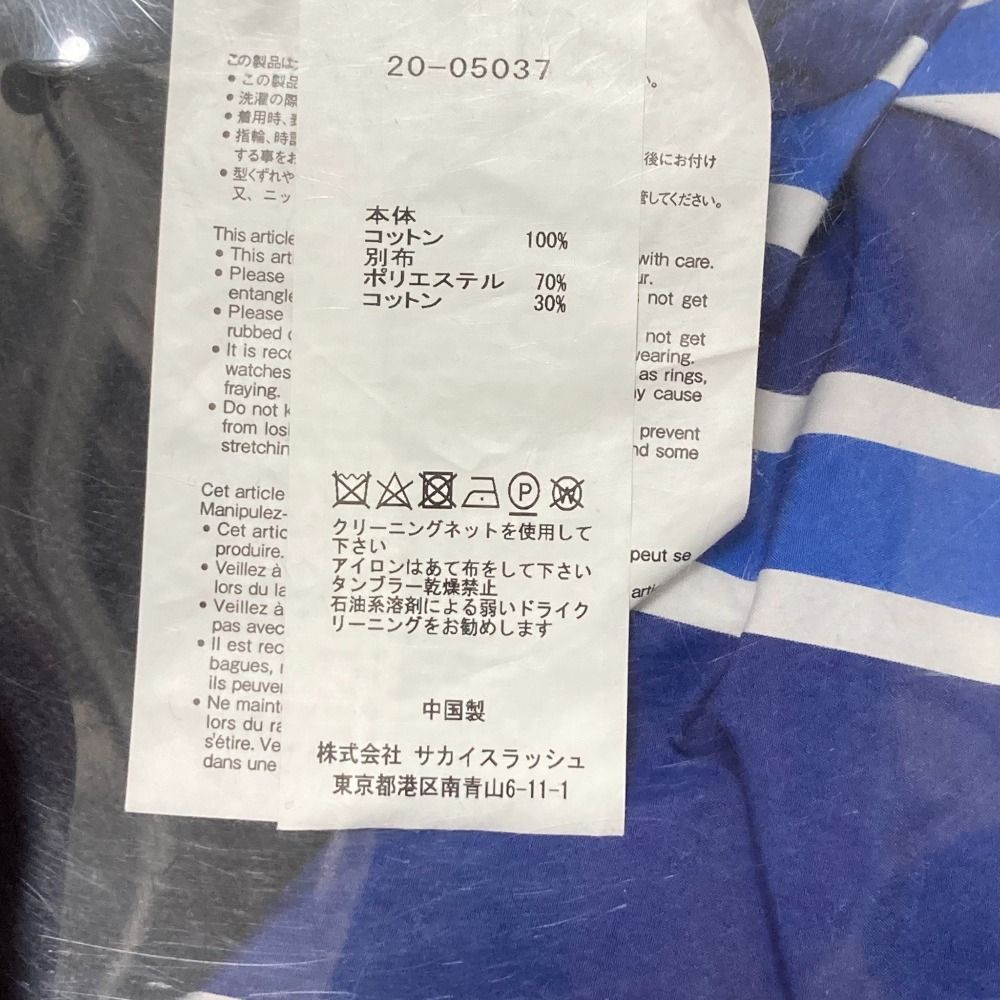 20-05037
本体
コットン 100%
別布
ポリエステル 70%
コットン 30%
P
W
クリーニングネットを使用して
下さい
アイロンはあて布をして下さい
タンブラー乾燥禁止
石油系溶剤による弱いドライク
リーニングをお勧めします
中国製
株式会社 サカイスラッシュ
東京都港区南青山6-11-1
この製品は
• この製品
• 洗濯の際
• 着用時、
• 指輪、時計
する事をお
• 型くずれや
又、ニッ
。
後にお付け
してください。
This article
with care.
• This arti
ur.
• Please
not get
entangle
• Please
not get
rubbed
wearing.
• It is reco
as rings,
watches
ay cause
fraying.
• Do not k
prevent
from losi
nd some
stretchin
Cet article
Manipulez-
• Cet artic
produire.
• Veillez à
peut se
lors du la
arti
• Veillez à
pas avec
• Il est rec
bagues,
ils peuve
• Ne maint
lors du ra
s'étire. Ve
dans une